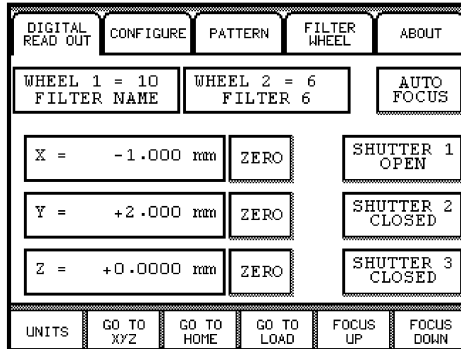 DIGITAL
READ OUT
CONFIGURE
PATTERN
FILTER
WHEEL
ABOUT
WHEEL 1 = 10
FILTER NAME
WHEEL 2 = 6
FILTER 6
AUTO
FOCUS
X = -1.000 mm
ZERO
SHUTTER 1
OPEN
Y = +2.000 mm
ZERO
SHUTTER 2
CLOSED
Z = +0.0000 mm
ZERO
SHUTTER 3
CLOSED
UNITS
GO TO
XYZ
GO TO
HOME
GO TO
LOAD
FOCUS
UP
FOCUS
DOWN